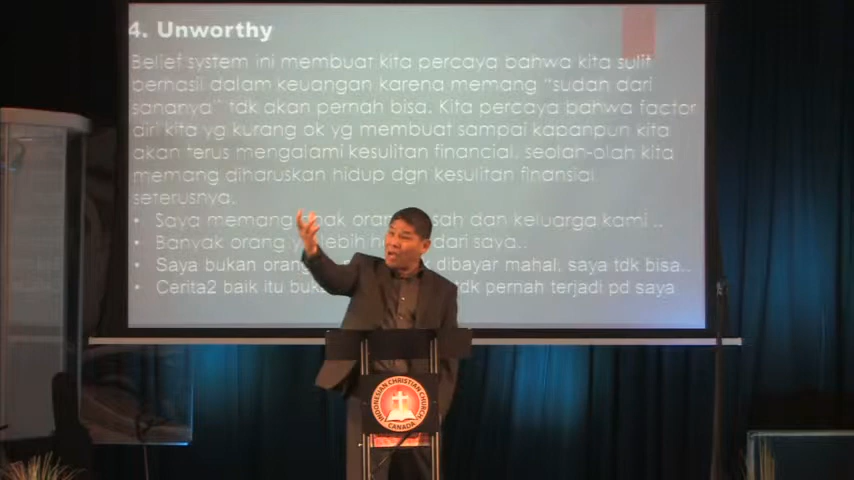 4. Unworthy
Belief system ini membuat kita percaya bahwa kita sulit
berhasil dalam keuangan karena memang "sudah dari
sananya" tdk akan pernah bisa. Kita percaya bahwa factor
diri kita yg kurang ok yg membuat sampai kapanpun kita
akan terus mengalami kesulitan financial, seolan-olah kita
memang diharuskan hidup dgn kesulitan finansial
seterusnya.
• Saya memang orang dan keluarga kami ..
• Banyak orang lebih dari saya..
• Saya bukan orang dibayar mahal, saya tdk bisa..
• Cerita2 baik itu tdk pernah terjadi pd saya
INDONESIAN CHRISTIAN CHURCH
CANADA